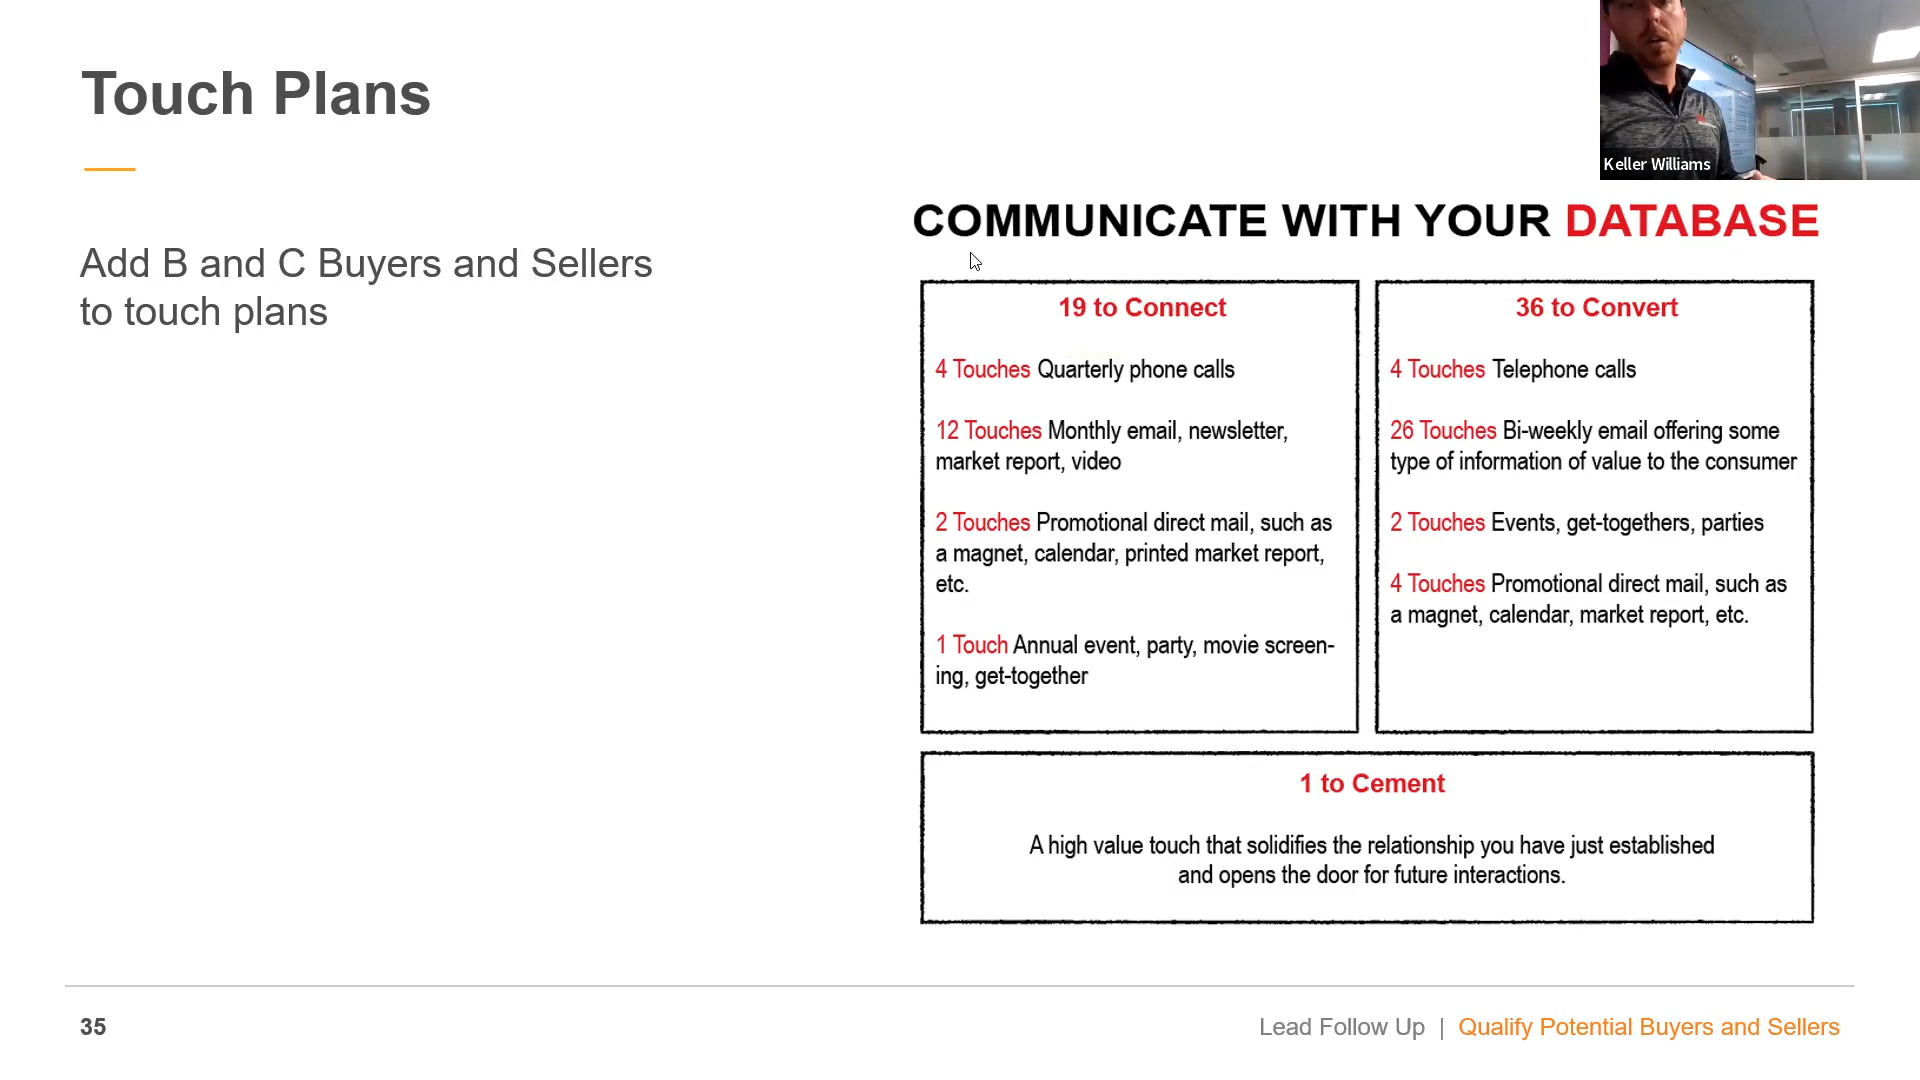 Touch Plans
Keller Williams
Add B and C Buyers and Sellers
to touch plans
COMMUNICATE WITH YOUR DATABASE
19 to Connect
4 Touches Quarterly phone calls
12 Touches Monthly email, newsletter,
market report, video
2 Touches Promotional direct mail, such as
a magnet, calendar, printed market report,
etc.
1 Touch Annual event, party, movie screen-
ing, get-together
36 to Convert
4 Touches Telephone calls
26 Touches Bi-weekly email offering some
type of information of value to the consumer
2 Touches Events, get-togethers, parties
4 Touches Promotional direct mail, such as
a magnet, calendar, market report, etc.
1 to Cement
A high value touch that solidifies the relationship you have just established
and opens the door for future interactions.
35
Lead Follow Up | Qualify Potential Buyers and Sellers